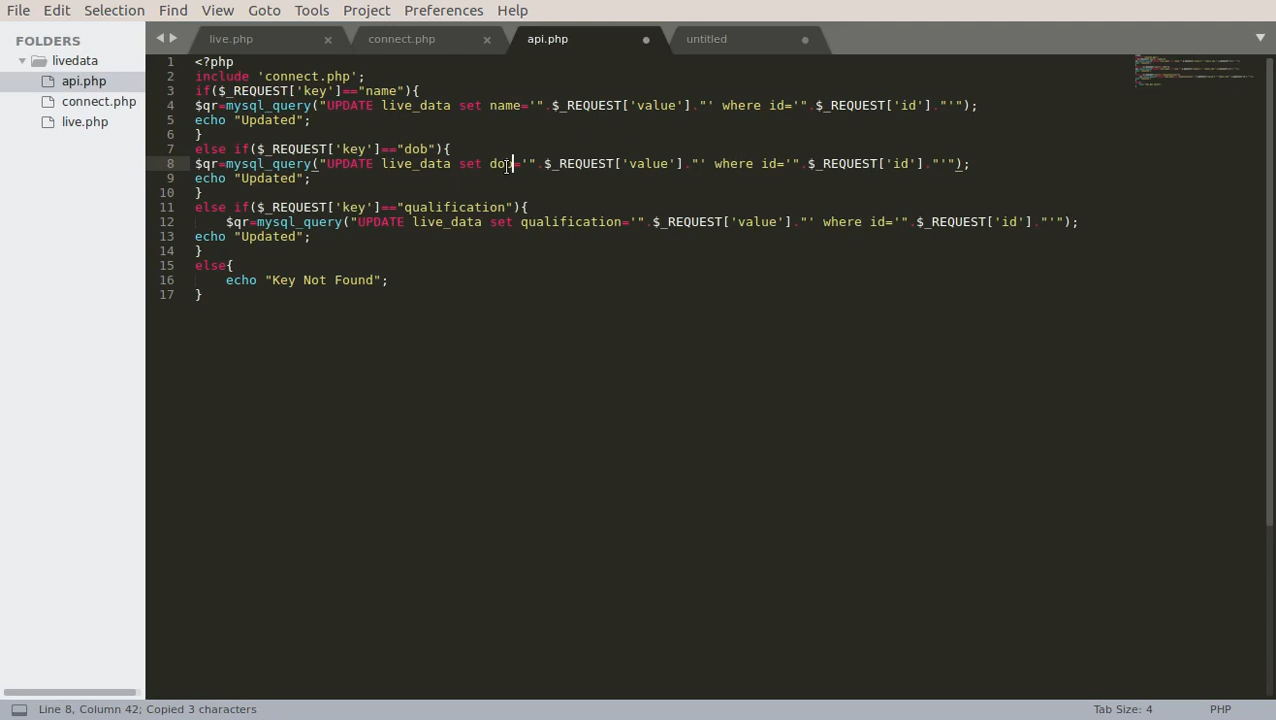 File Edit Selection Find View Goto Tools Project Preferences Help
FOLDERS
livedata
api.php
connect.php
live.php
live.php × connect.php × api.php untitled
1 <?php
2 include 'connect.php';
3 if($_REQUEST['key']=="name"){
4 $qr=mysql_query("UPDATE live_data set name='".$_REQUEST['value']."' where id='".$_REQUEST['id']."'");
5 echo "Updated";
6 }
7 else if($_REQUEST['key']=="dob"){
8 $qr=mysql_query("UPDATE live_data set dob='".$_REQUEST['value']."' where id='".$_REQUEST['id']."'");
9 echo "Updated";
10 }
11 else if($_REQUEST['key']=="qualification"){
12 $qr=mysql_query("UPDATE live_data set qualification='".$_REQUEST['value']."' where id='".$_REQUEST['id']."'");
13 echo "Updated";
14 }
15 else{
16 echo "Key Not Found";
17 }
Line 8, Column 42; Copied 3 characters
Tab Size: 4 PHP